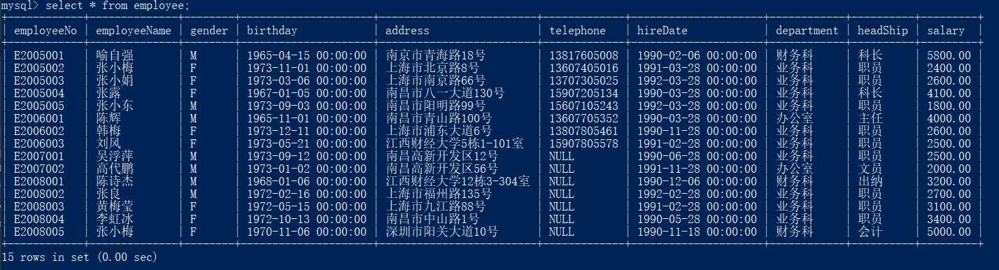 mysql> select * from employee;
+------------+--------------+--------+---------------------+------------------------+-------------+---------------------+------------+----------+---------+
| employeeNo | employeeName | gender | birthday | address | telephone | hireDate | department | headShip | salary |
+------------+--------------+--------+---------------------+------------------------+-------------+---------------------+------------+----------+---------+
| E2005001 | 喻自强 | M | 1965-04-15 00:00:00 | 南京市青海路18号 | 13817605008 | 1990-02-06 00:00:00 | 财务科 | 科长 | 5800.00 |
| E2005002 | 张小梅 | F | 1973-11-01 00:00:00 | 上海市北京路8号 | 13607405016 | 1991-03-28 00:00:00 | 业务科 | 职员 | 2400.00 |
| E2005003 | 张小娟 | F | 1973-03-06 00:00:00 | 上海市南京路66号 | 13707305025 | 1992-03-28 00:00:00 | 业务科 | 职员 | 2600.00 |
| E2005004 | 张露 | F | 1967-01-05 00:00:00 | 南昌市八一大道130号 | 15907205134 | 1990-03-28 00:00:00 | 业务科 | 科长 | 4100.00 |
| E2005005 | 张小东 | M | 1973-09-03 00:00:00 | 南昌市阳明路99号 | 15607105243 | 1992-03-28 00:00:00 | 业务科 | 职员 | 1800.00 |
| E2006001 | 陈辉 | M | 1965-11-01 00:00:00 | 南昌市青山路100号 | 13607705352 | 1990-03-28 00:00:00 | 办公室 | 主任 | 4000.00 |
| E2006002 | 韩梅 | F | 1973-12-11 00:00:00 | 上海市浦东大道6号 | 13807805461 | 1990-11-28 00:00:00 | 业务科 | 职员 | 2600.00 |
| E2006003 | 刘风 | F | 1973-05-21 00:00:00 | 江西财经大学5栋1-101室 | 15907805578 | 1991-02-28 00:00:00 | 业务科 | 职员 | 2500.00 |
| E2007001 | 吴浮萍 | M | 1973-09-12 00:00:00 | 南昌高新开发区12号 | NULL | 1990-06-28 00:00:00 | 业务科 | 职员 | 2500.00 |
| E2007002 | 高代鹏 | M | 1973-01-02 00:00:00 | 南昌高新开发区56号 | NULL | 1991-11-28 00:00:00 | 办公室 | 文员 | 2000.00 |
| E2008001 | 陈诗杰 | M | 1968-01-06 00:00:00 | 江西财经大学12栋3-304室 | NULL | 1990-12-06 00:00:00 | 财务科 | 出纳 | 3200.00 |
| E2008002 | 张良 | M | 1972-02-16 00:00:00 | 上海市福州路135号 | NULL | 1992-02-28 00:00:00 | 业务科 | 职员 | 2700.00 |
| E2008003 | 黄梅莹 | F | 1972-05-15 00:00:00 | 上海市九江路88号 | NULL | 1991-02-28 00:00:00 | 业务科 | 职员 | 3100.00 |
| E2008004 | 李虹冰 | F | 1972-10-13 00:00:00 | 南昌市中山路1号 | NULL | 1990-05-28 00:00:00 | 业务科 | 职员 | 3400.00 |
| E2008005 | 张小梅 | F | 1970-11-06 00:00:00 | 深圳市阳关大道10号 | NULL | 1990-11-18 00:00:00 | 财务科 | 会计 | 5000.00 |
+------------+--------------+--------+---------------------+------------------------+-------------+---------------------+------------+----------+---------+
15 rows in set (0.00 sec)